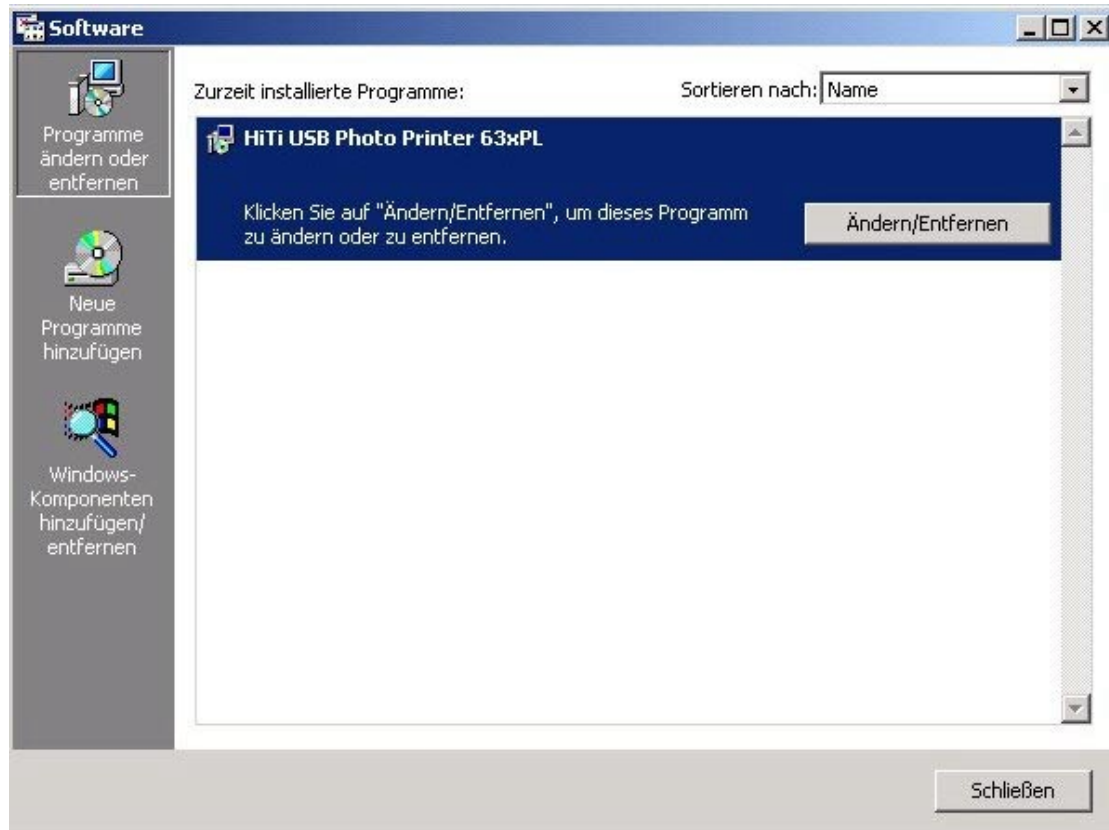 Software
Programme
ändern oder
entfernen
Neue
Programme
hinzufügen
Windows-
Komponenten
hinzufügen/
entfernen
Zurzeit installierte Programme:
Sortieren nach: Name
HiTi USB Photo Printer 63xPL
Klicken Sie auf "Ändern/Entfernen", um dieses Programm
zu ändern oder zu entfernen.
Ändern/Entfernen
Schließen